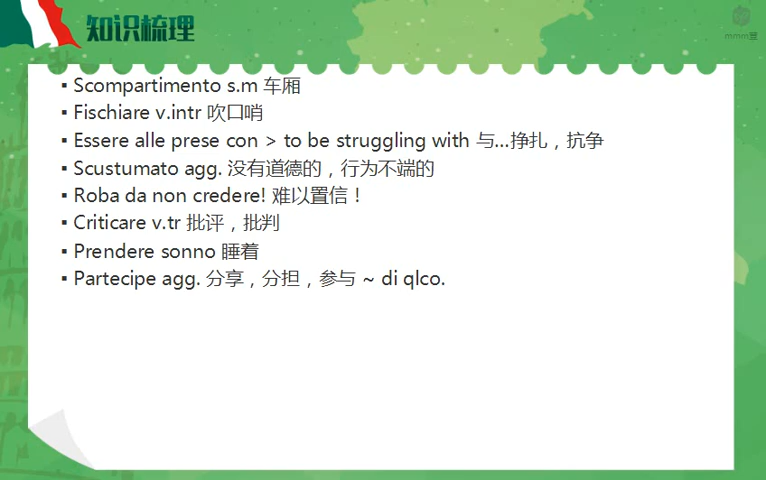 知识梳理
▪ Scompartimento s.m 车厢
▪ Fischiare v.intr 吹口哨
▪ Essere alle prese con > to be struggling with 与...挣扎，抗争
▪ Scustumato agg. 没有道德的，行为不端的
▪ Roba da non credere! 难以置信！
▪ Criticare v.tr 批评，批判
▪ Prendere sonno 睡着
▪ Partecipe agg. 分享，分担，参与 ~ di qlco.